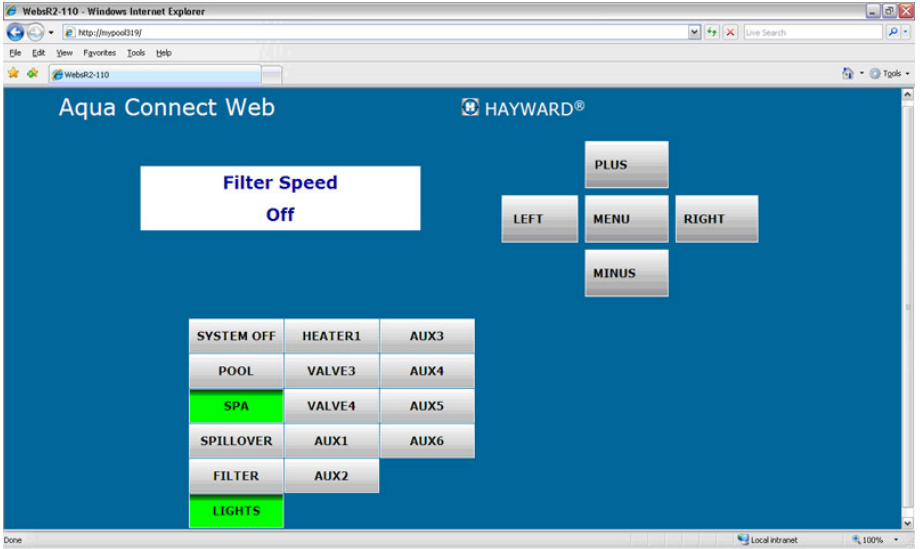 WebsR2-110 - Windows Internet Explorer
http://mypool319/
Live Search
File Edit View Favorites Tools Help
WebsR2-110
Tools
Aqua Connect Web
H HAYWARD®
Filter Speed
Off
PLUS
LEFT MENU RIGHT
MINUS
SYSTEM OFF HEATER1 AUX3
POOL VALVE3 AUX4
SPA VALVE4 AUX5
SPILLOVER AUX1 AUX6
FILTER AUX2
LIGHTS
Done Local intranet 100%